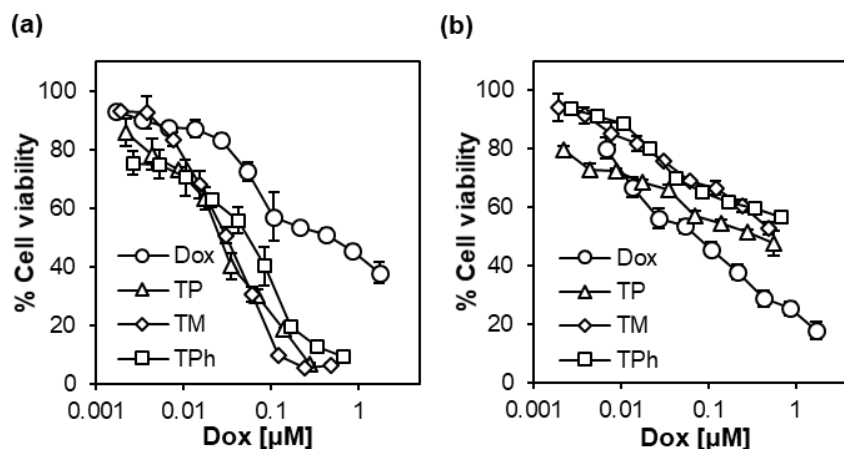 (a)
(b)
% Cell viability
100
80
60
40
20
0
Dox
TP
TM
TPh
0.001
0.01
0.1
1
Dox [µM]
% Cell viability
100
80
60
40
20
0
Dox
TP
TM
TPh
0.001
0.01
0.1
1
Dox [µM]